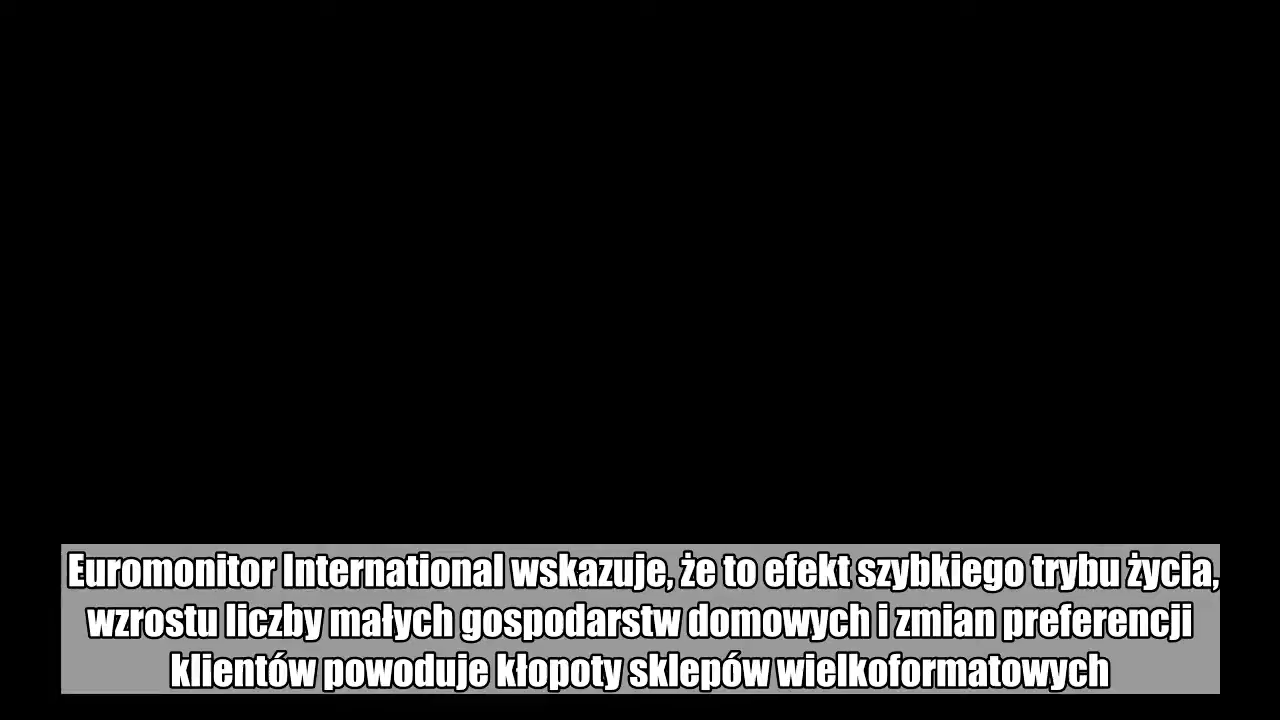 Euromonitor International wskazuje, że to efekt szybkiego trybu życia,
wzrostu liczby małych gospodarstw domowych i zmian preferencji
klientów powoduje kłopoty sklepów wielkoformatowych